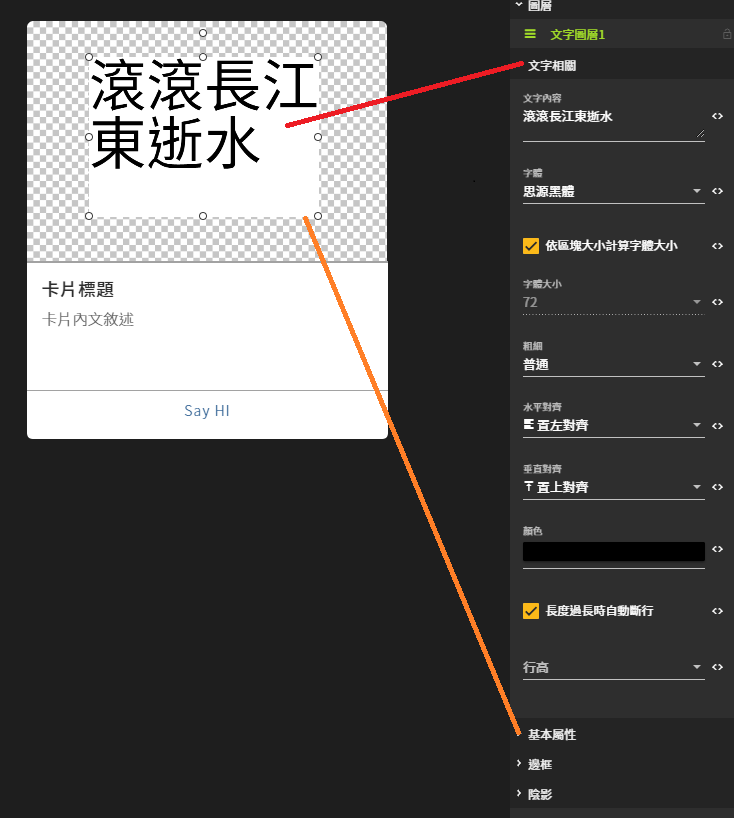 滾滾長江
東逝水
卡片標題
卡片內文敘述
Say HI
圖層
文字圖層1
文字相關
文字內容
滾滾長江東逝水
字體
思源黑體
依區塊大小計算字體大小
字體大小
72
粗細
普通
水平對齊
置左對齊
垂直對齊
置上對齊
顏色
長度過長時自動斷行
行高
基本屬性
邊框
陰影